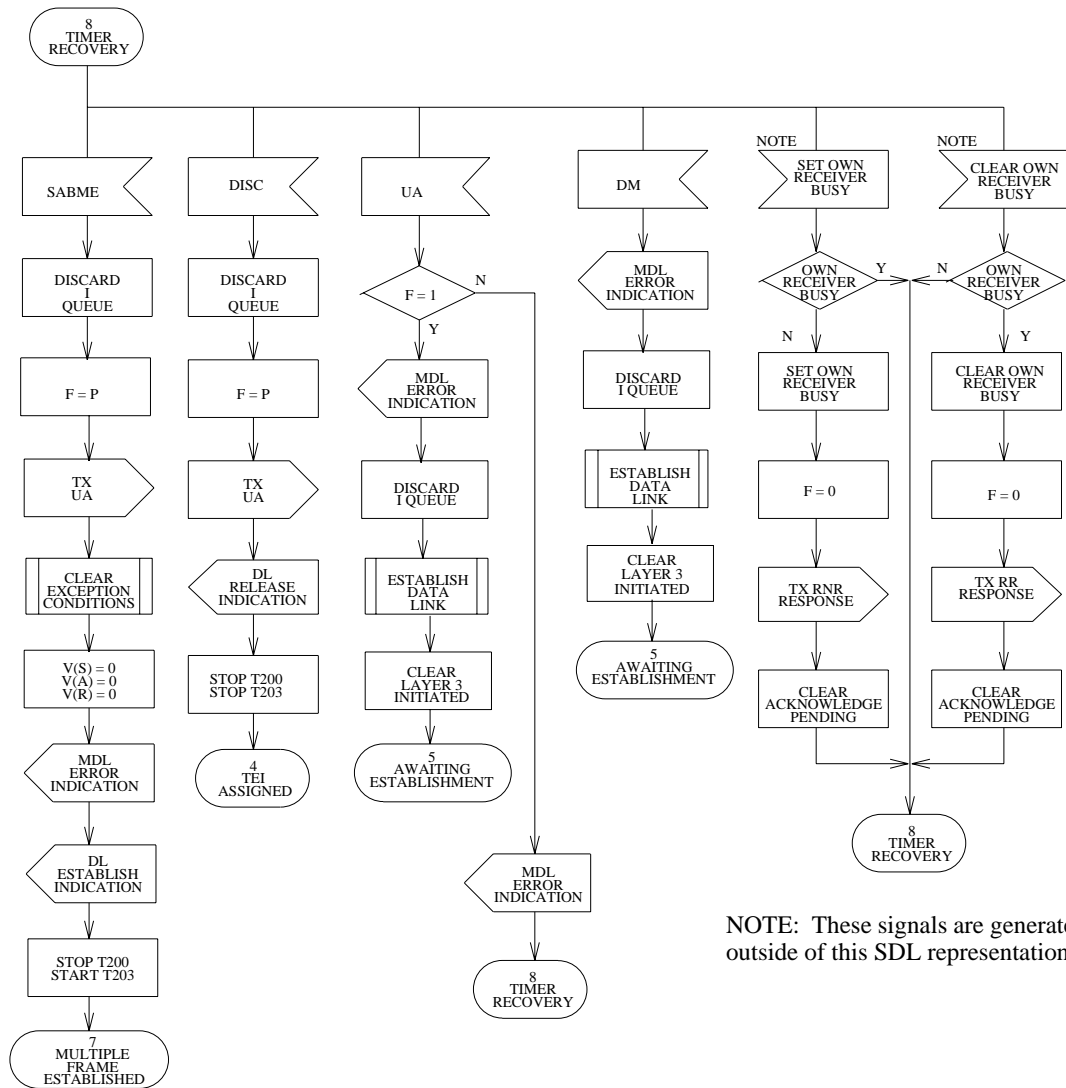 8
TIMER
RECOVERY
SABME
DISCARD
I
QUEUE
F = P
TX
UA
CLEAR
EXCEPTION
CONDITIONS
V(S) = 0
V(A) = 0
V(R) = 0
MDL
ERROR
INDICATION
DL
ESTABLISH
INDICATION
STOP T200
START T203
7
MULTIPLE
FRAME
ESTABLISHED
DISC
DISCARD
I
QUEUE
F = P
TX
UA
DL
RELEASE
INDICATION
STOP T200
STOP T203
4
TEI
ASSIGNED
UA
F = 1
N
Y
MDL
ERROR
INDICATION
DISCARD
I QUEUE
ESTABLISH
DATA
LINK
CLEAR
LAYER 3
INITIATED
5
AWAITING
ESTABLISHMENT
MDL
ERROR
INDICATION
8
TIMER
RECOVERY
DM
MDL
ERROR
INDICATION
DISCARD
I QUEUE
ESTABLISH
DATA
LINK
CLEAR
LAYER 3
INITIATED
5
AWAITING
ESTABLISHMENT
NOTE
SET OWN
RECEIVER
BUSY
OWN
RECEIVER
BUSY
Y
N
SET OWN
RECEIVER
BUSY
F = 0
TX RNR
RESPONSE
CLEAR
ACKNOWLEDGE
PENDING
NOTE
CLEAR OWN
RECEIVER
BUSY
OWN
RECEIVER
BUSY
N
Y
CLEAR OWN
RECEIVER
BUSY
F = 0
TX RR
RESPONSE
CLEAR
ACKNOWLEDGE
PENDING
8
TIMER
RECOVERY
NOTE: These signals are generate
outside of this SDL representation